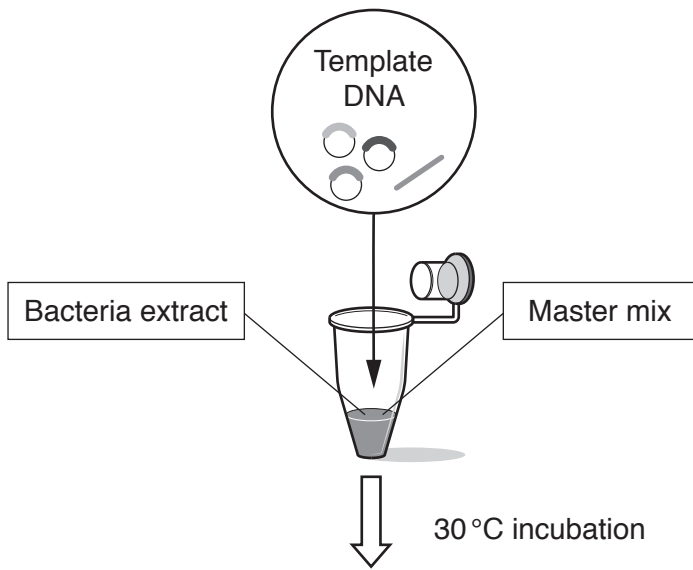 Template
DNA
Bacteria extract
Master mix
30 °C incubation